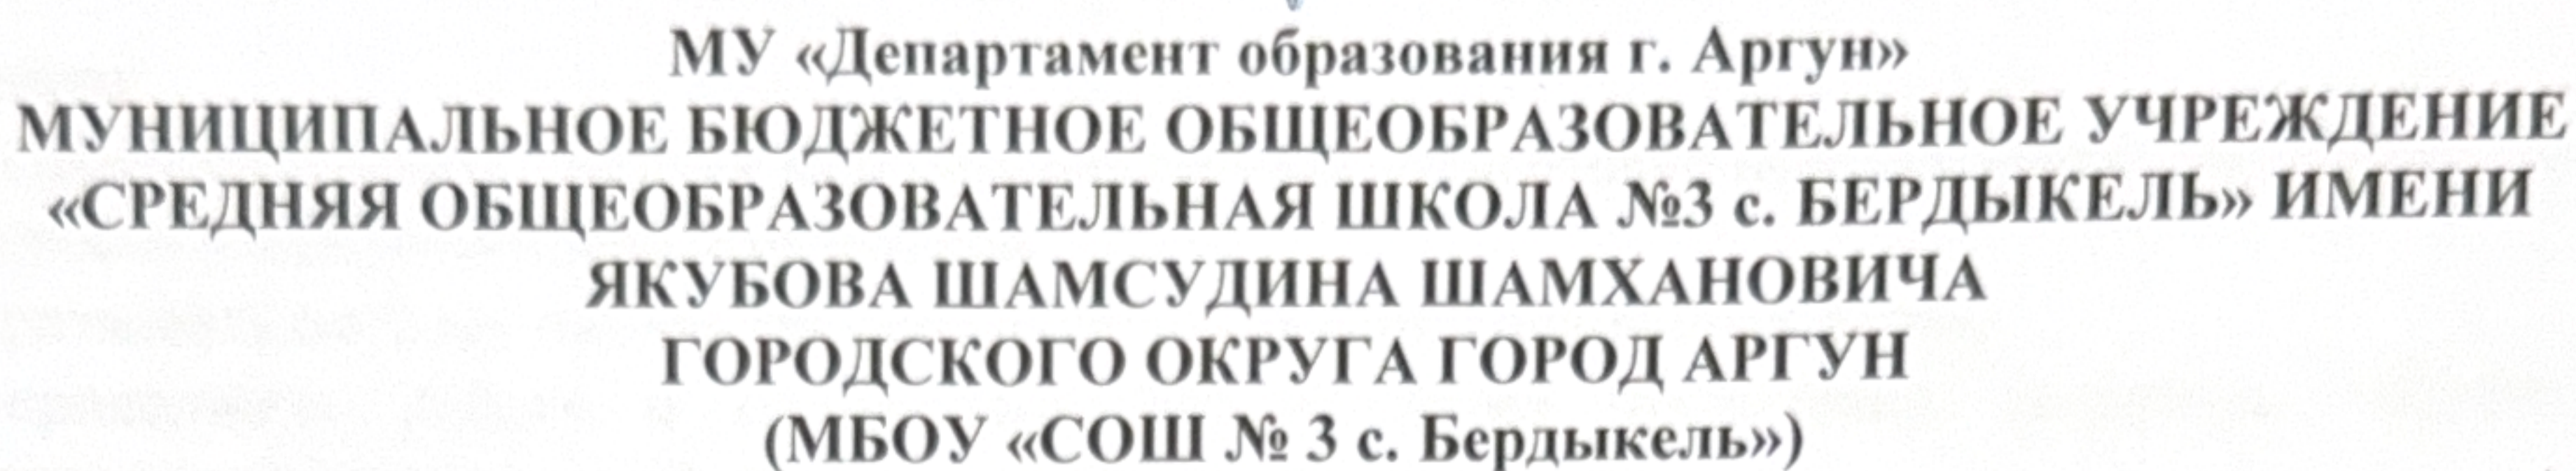 МУ «Департамент образования г. Аргун»
МУНИЦИПАЛЬНОЕ БЮДЖЕТНОЕ ОБЩЕОБРАЗОВАТЕЛЬНОЕ УЧРЕЖДЕНИЕ
«СРЕДНЯЯ ОБЩЕОБРАЗОВАТЕЛЬНАЯ ШКОЛА №3 с. БЕРДЫКЕЛЬ» ИМЕНИ
ЯКУБОВА ШАМСУДИНА ШАМХАНОВИЧА
ГОРОДСКОГО ОКРУГА ГОРОД АРГУН
(МБОУ «СОШ № 3 с. Бердыкель»)